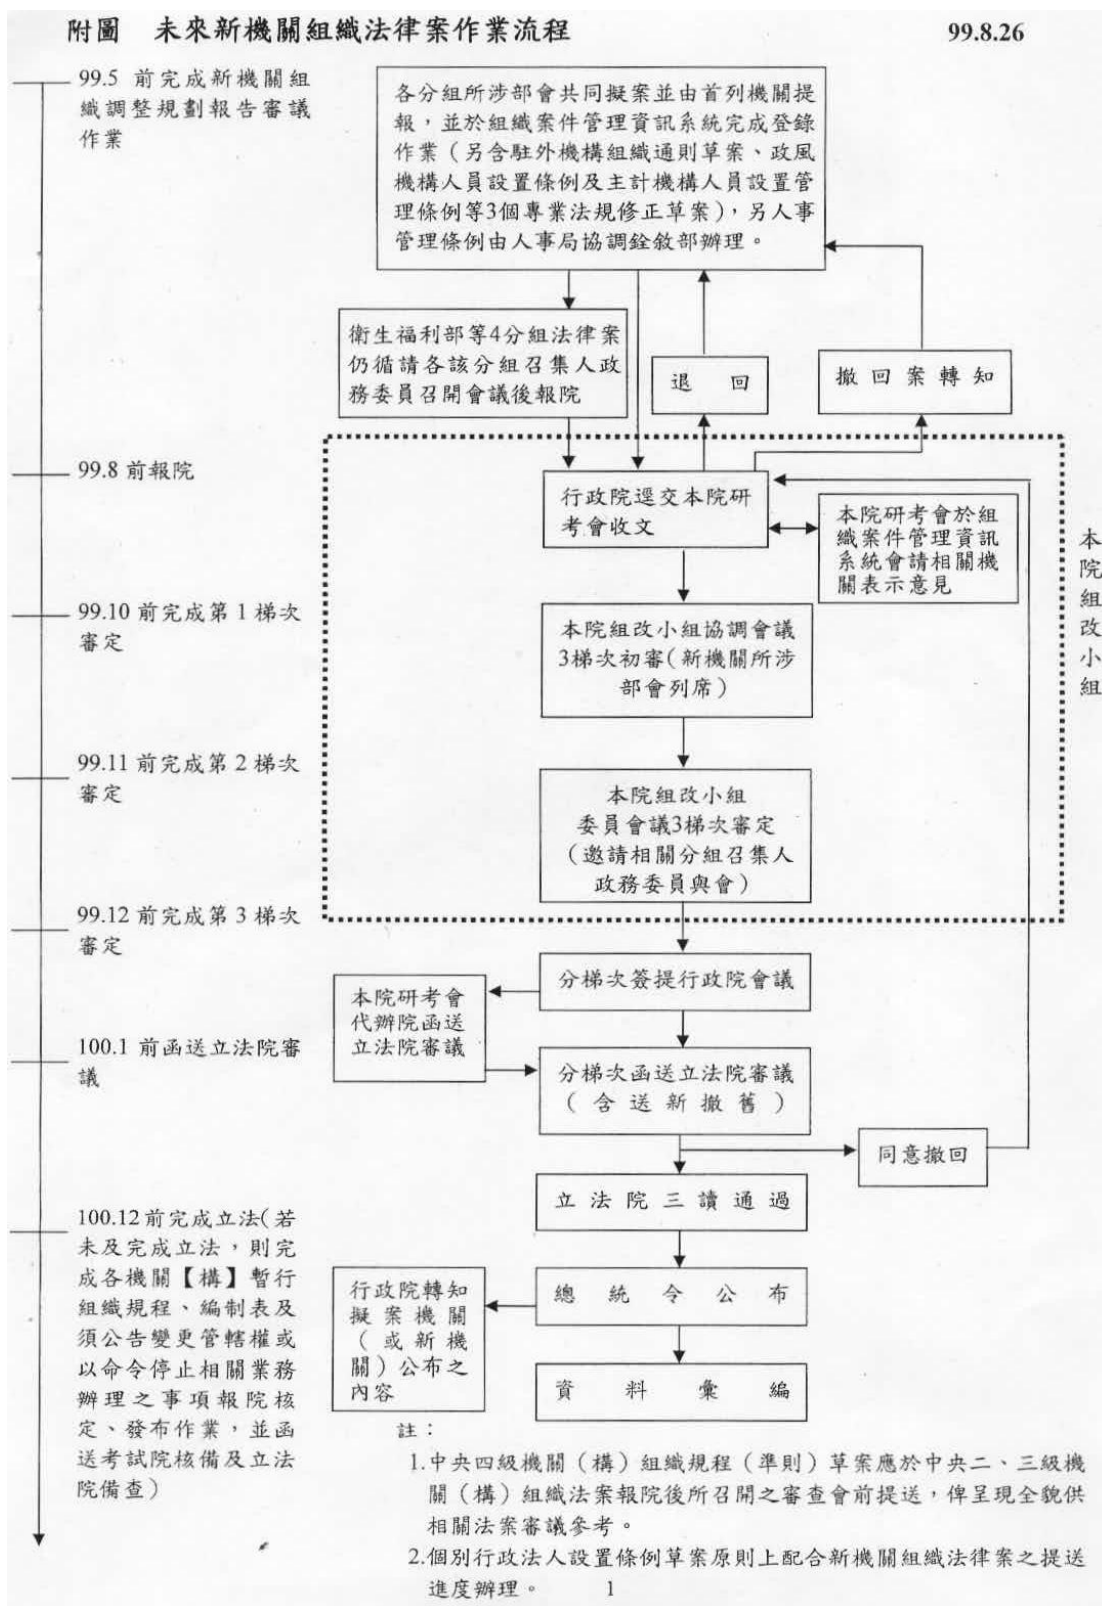 附圖 未來新機關組織法律案作業流程
99.8.26
99.5 前完成新機關組
織調整規劃報告審議
作業
各分組所涉部會共同擬案並由首列機關提
報，並於組織案件管理資訊系統完成登錄
作業（另含駐外機構組織通則草案、政風
機構人員設置條例及主計機構人員設置管
理條例等3個專業法規修正草案），另人事
管理條例由人事局協調銓敘部辦理。
衛生福利部等4分組法律案
仍循請各該分組召集人政
務委員召開會議後報院
退 回
撤 回 案 轉 知
99.8 前報院
行政院逕交本院研
考會收文
本院研考會於組
織案件管理資訊
系統會請相關機
關表示意見
本
院
組
改
小
組
99.10 前完成第 1 梯次
審定
本院組改小組協調會議
3梯次初審（新機關所涉
部會列席）
99.11 前完成第 2 梯次
審定
本院組改小組
委員會議3梯次審定
（邀請相關分組召集人
政務委員與會）
99.12 前完成第 3 梯次
審定
分梯次簽提行政院會議
本院研考會
代辦院函送
立法院審議
100.1 前函送立法院審
議
分梯次函送立法院審議
（ 含 送 新 撤 舊 ）
同意撤回
立 法 院 三 讀 通 過
100.12 前完成立法（若
未及完成立法，則完
成各機關【構】暫行
組織規程、編制表及
須公告變更管轄權或
以命令停止相關業務
辦理之事項報院核
定、發布作業，並函
送考試院核備及立法
院備查）
總 統 令 公 布
行政院轉知
擬案機關
（或新機
關）公布之
內容
資 料 彙 編
註：
1.中央四級機關（構）組織規程（準則）草案應於中央二、三級機
關（構）組織法案報院後所召開之審查會前提送，俾呈現全貌供
相關法案審議參考。
2.個別行政法人設置條例草案原則上配合新機關組織法律案之提送
進度辦理。
1